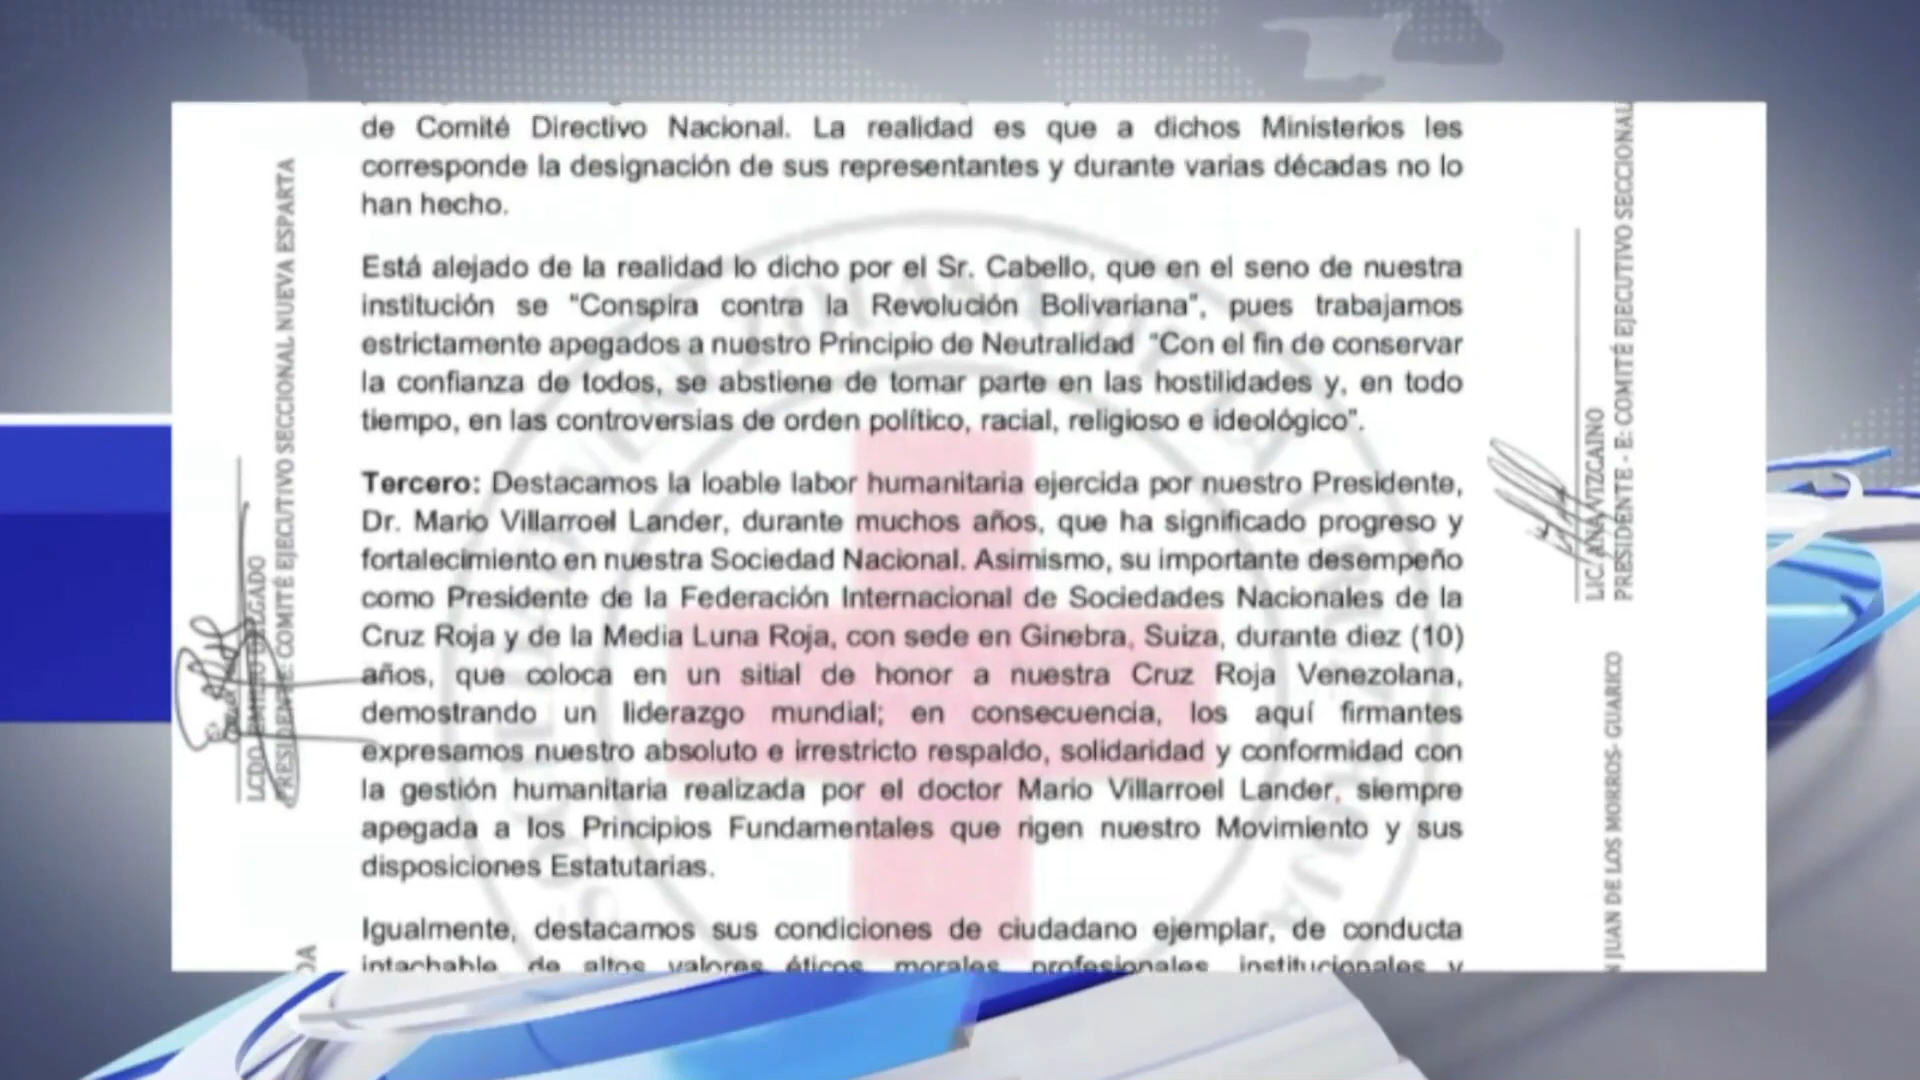 de Comité Directivo Nacional. La realidad es que a dichos Ministerios les
corresponde la designación de sus representantes y durante varias décadas no lo
han hecho.
Está alejado de la realidad lo dicho por el Sr. Cabello, que en el seno de nuestra
institución se "Conspira contra la Revolución Bolivariana", pues trabajamos
estrictamente apegados a nuestro Principio de Neutralidad "Con el fin de conservar
la confianza de todos, se abstiene de tomar parte en las hostilidades y, en todo
tiempo, en las controversias de orden político, racial, religioso e ideológico".
Tercero: Destacamos la loable labor humanitaria ejercida por nuestro Presidente,
Dr. Mario Villarroel Lander, durante muchos años, que ha significado progreso y
fortalecimiento en nuestra Sociedad Nacional. Asimismo, su importante desempeño
como Presidente de la Federación Internacional de Sociedades Nacionales de la
Cruz Roja y de la Media Luna Roja, con sede en Ginebra, Suiza, durante diez (10)
años, que coloca en un sitial de honor a nuestra Cruz Roja Venezolana,
demostrando un liderazgo mundial; en consecuencia, los aquí firmantes
expresamos nuestro absoluto e irrestricto respaldo, solidaridad y conformidad con
la gestión humanitaria realizada por el doctor Mario Villarroel Lander, siempre
apegada a los Principios Fundamentales que rigen nuestro Movimiento y sus
disposiciones Estatutarias.
Igualmente, destacamos sus condiciones de ciudadano ejemplar, de conducta
intachable, de altos valores éticos morales profesionales institucionales y
LCDO EMILIO DELGADO
PRESIDENTE COMITÉ EJECUTIVO SECCIONAL NUEVA ESPARTA
LIC. ANA VIZCAINO
PRESIDENTE - E: COMITÉ EJECUTIVO SECCIONAL
JUAN DE LOS MORROS- GUARICO